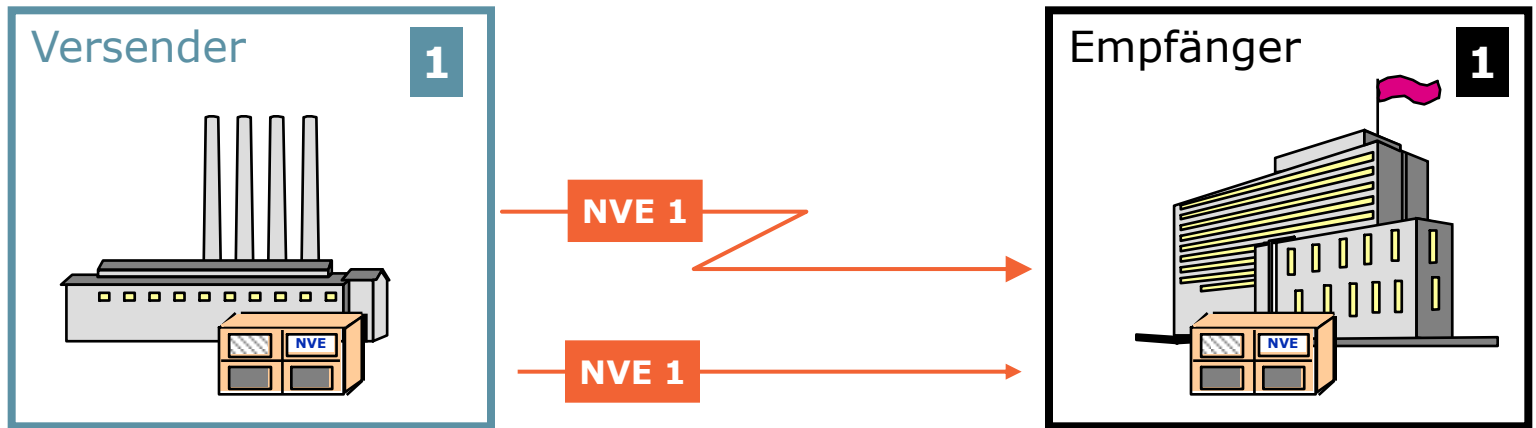 Versender
1
Empfänger
1
NVE 1
NVE 1
NVE
NVE